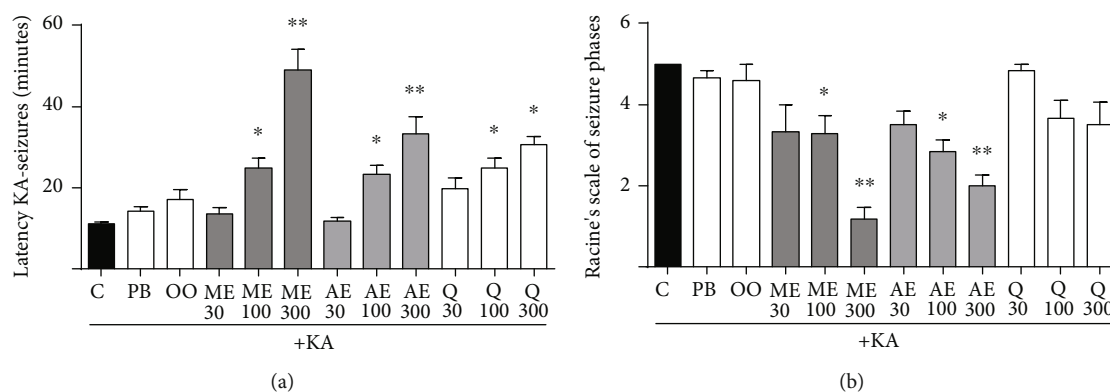 Latency KA-seizures (minutes)
60
40
20
**
*
*
**
*
*
C PB OO ME ME ME AE AE AE Q Q Q
30 100 300 30 100 300 30 100 300
+KA
(a)
Racine's scale of seizure phases
6
4
2
*
**
*
**
C PB OO ME ME ME AE AE AE Q Q Q
30 100 300 30 100 300 30 100 300
+KA
(b)